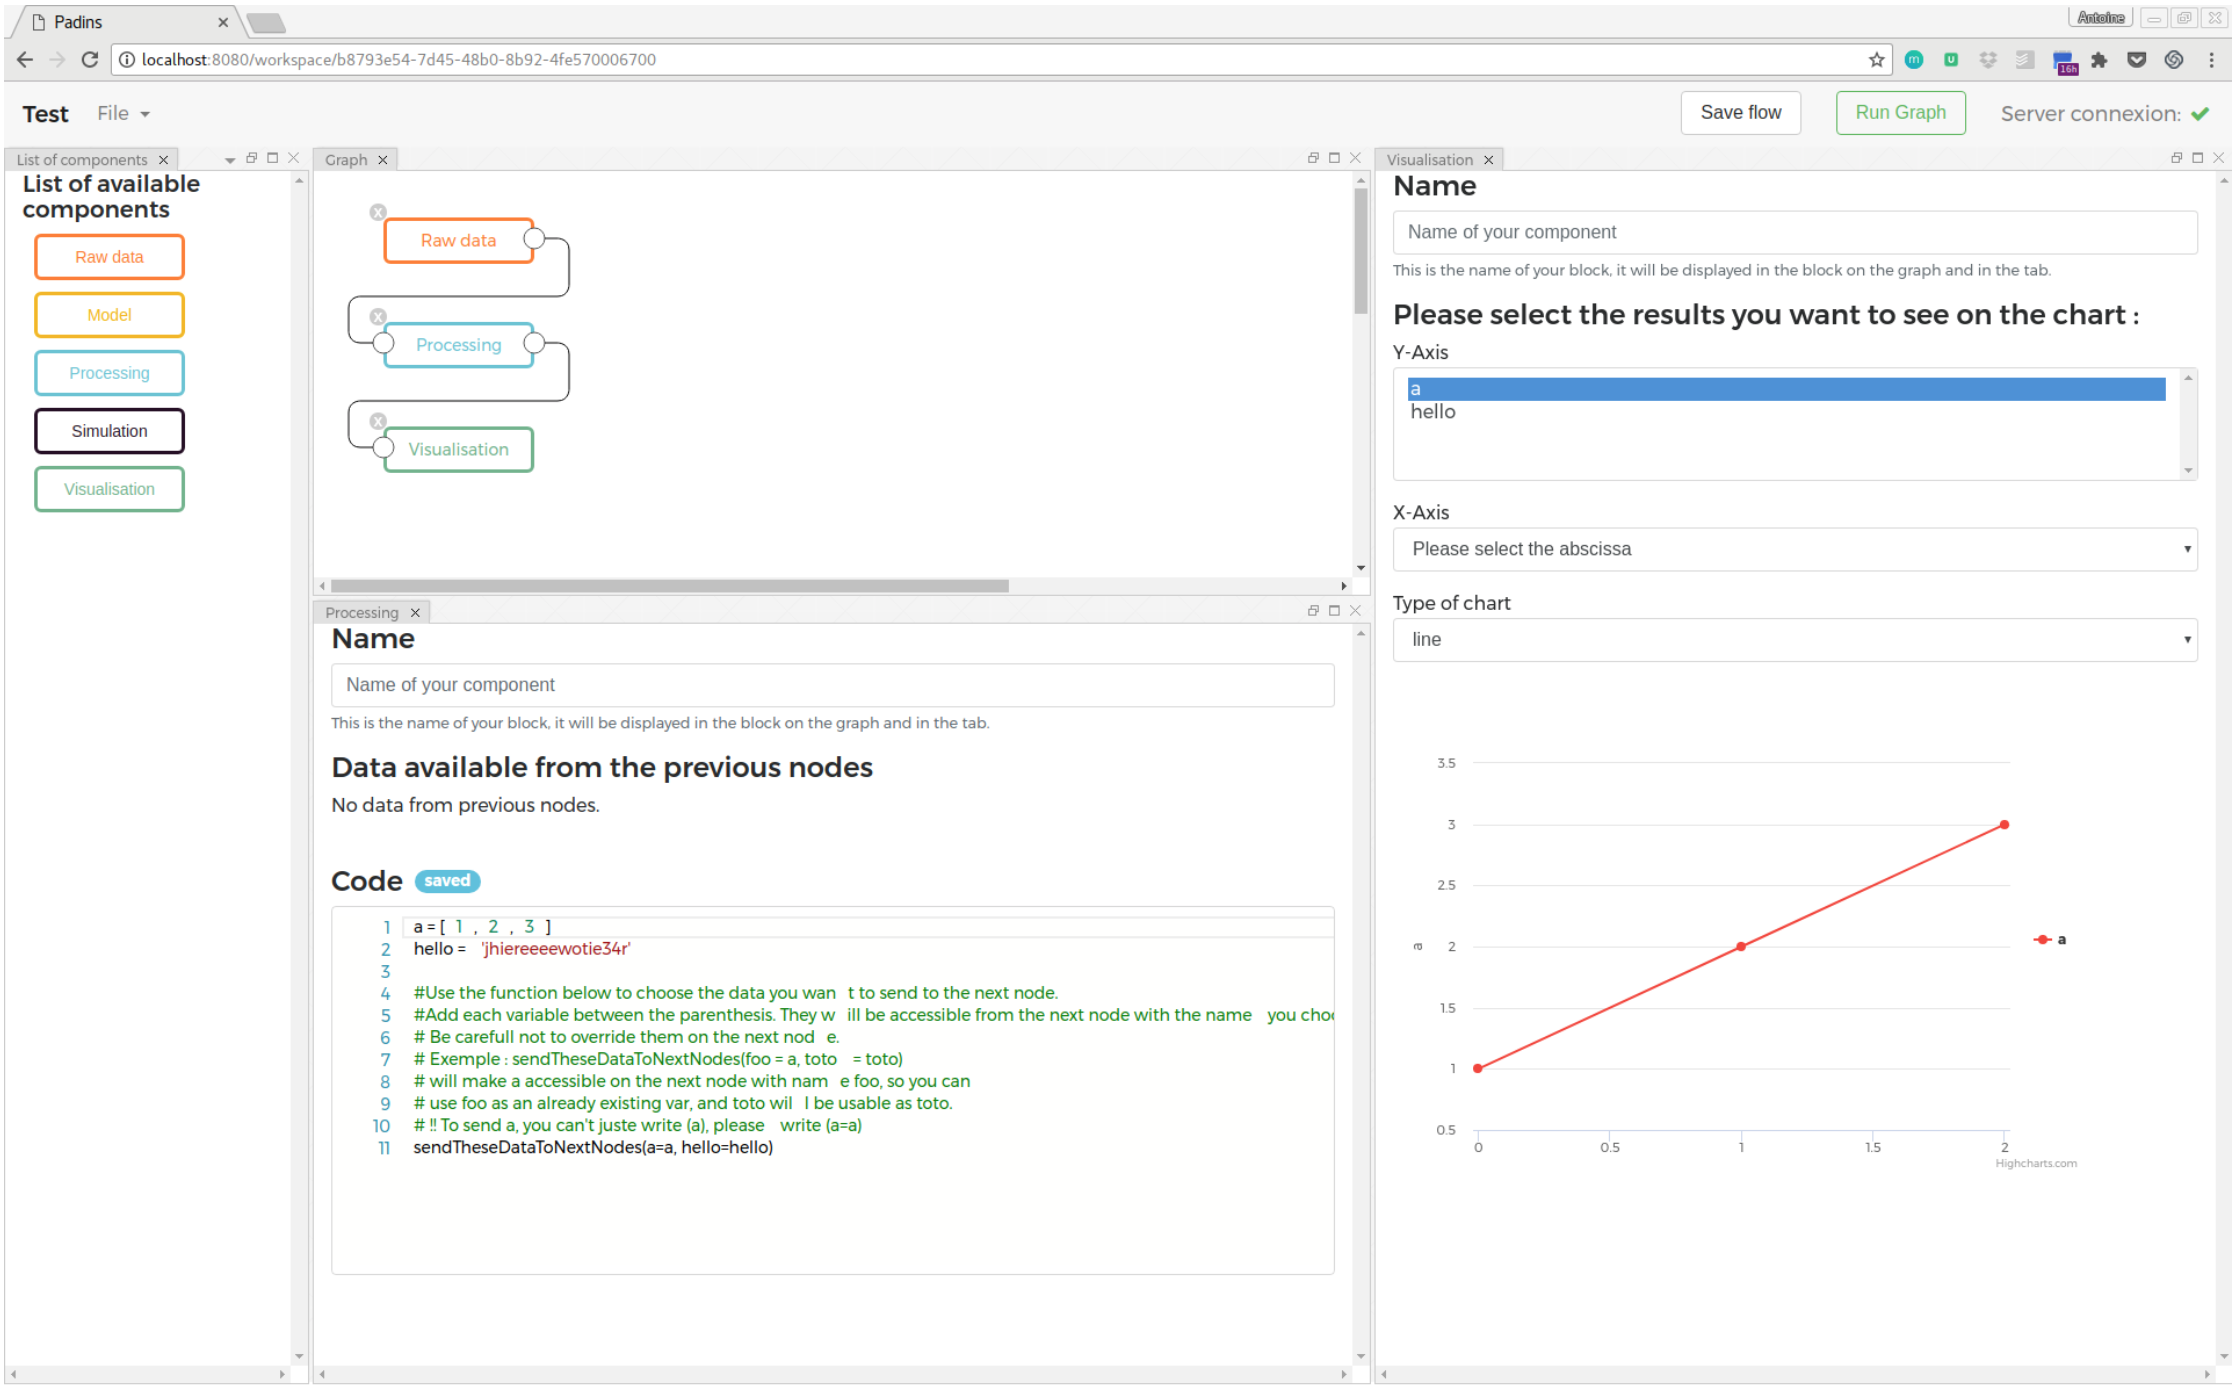 Padins
Antoine
localhost:8080/workspace/b8793e54-7d45-48b0-8b92-4fe570006700
m
u
16h
Test File
Save flow
Run Graph
Server connexion:
List of components
List of available
components
Raw data
Model
Processing
Simulation
Visualisation
Graph
X
Raw data
X
Processing
X
Visualisation
Processing
Name
Name of your component
This is the name of your block, it will be displayed in the block on the graph and in the tab.
Data available from the previous nodes
No data from previous nodes.
Code saved
1 a = [ 1 , 2 , 3 ]
2 hello = 'jhiereeeewotie34r'
3
4 #Use the function below to choose the data you wan t to send to the next node.
5 #Add each variable between the parenthesis. They w ill be accessible from the next node with the name you choo
6 # Be carefull not to override them on the next nod e.
7 # Exemple : sendTheseDataToNextNodes(foo = a, toto = toto)
8 # will make a accessible on the next node with nam e foo, so you can
9 # use foo as an already existing var, and toto wil l be usable as toto.
10 # !! To send a, you can't juste write (a), please write (a=a)
11 sendTheseDataToNextNodes(a=a, hello=hello)
Visualisation
Name
Name of your component
This is the name of your block, it will be displayed in the block on the graph and in the tab.
Please select the results you want to see on the chart :
Y-Axis
a
hello
X-Axis
Please select the abscissa
Type of chart
line
3.5
3
2.5
a 2
1.5
1
0.5
0 0.5 1 1.5 2
a
Highcharts.com